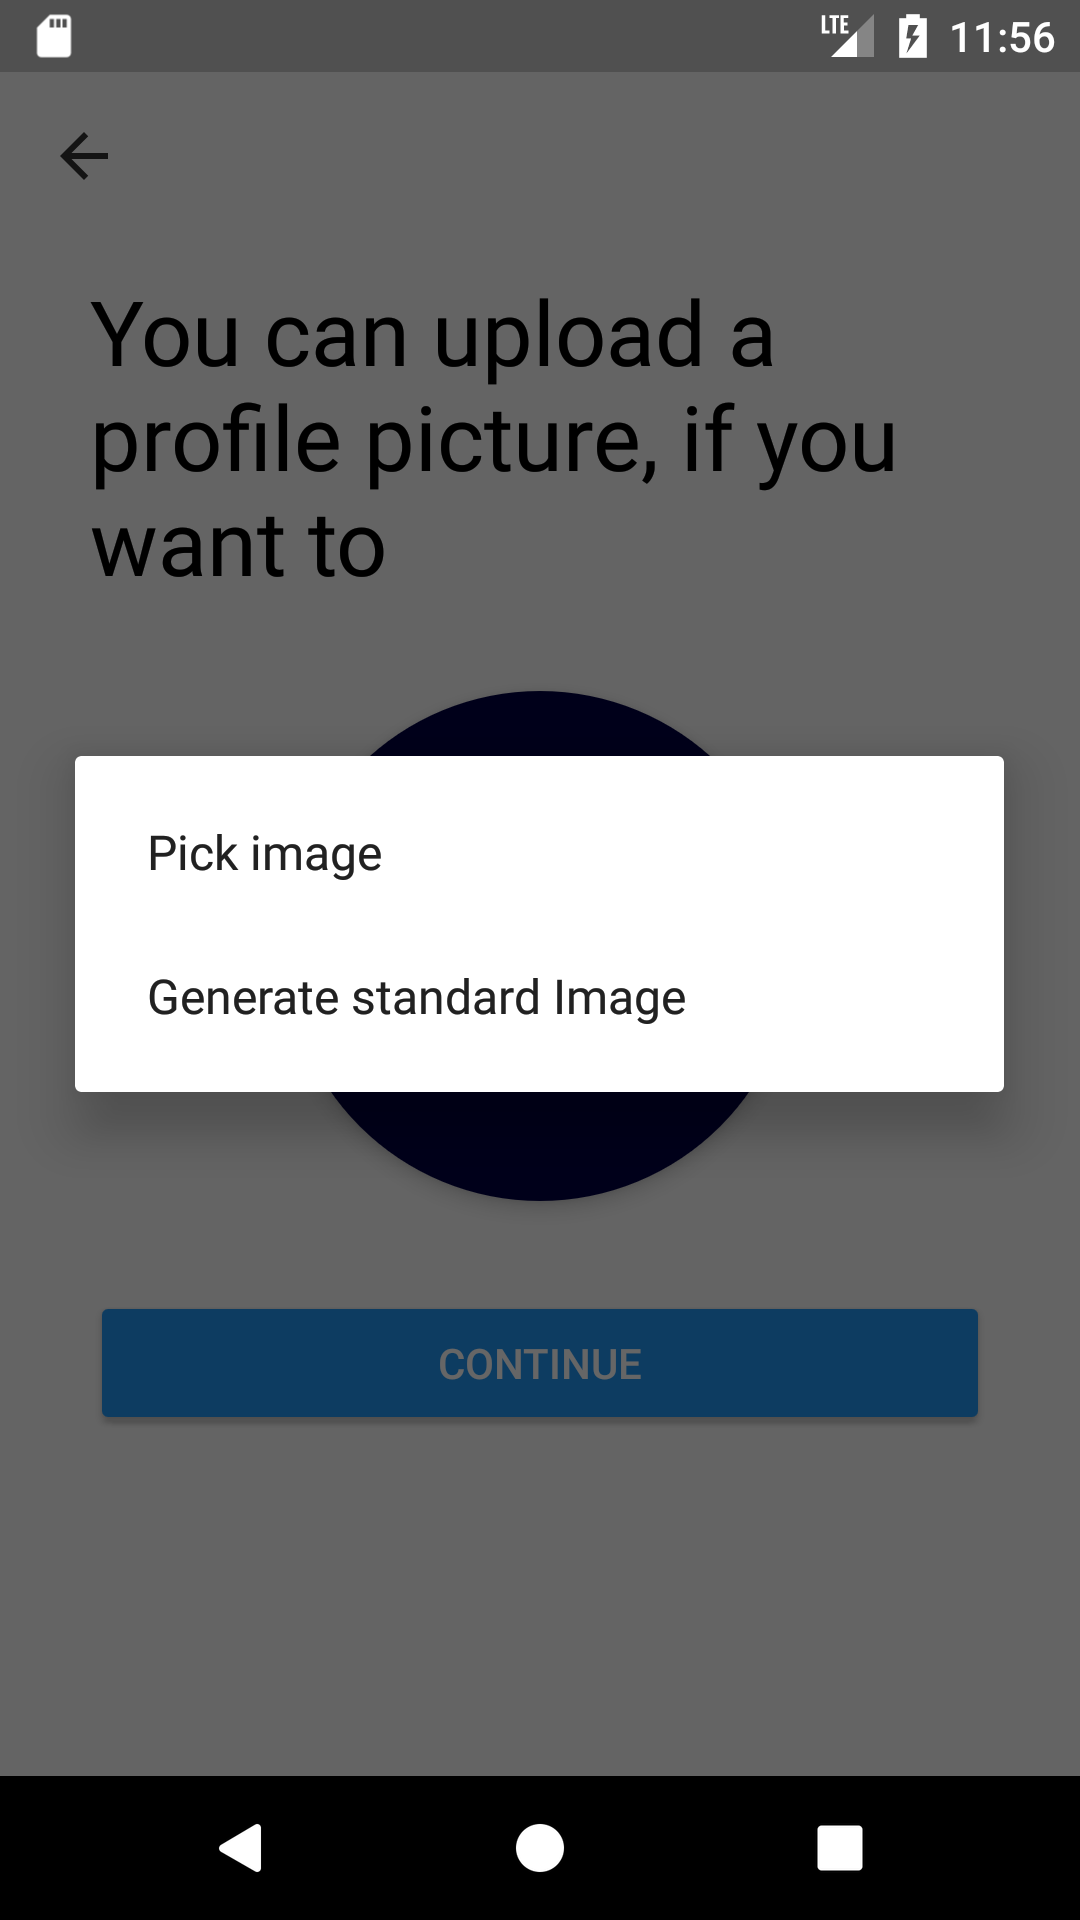 LTE 11:56
You can upload a
profile picture, if you
want to
Pick image
Generate standard Image
CONTINUE